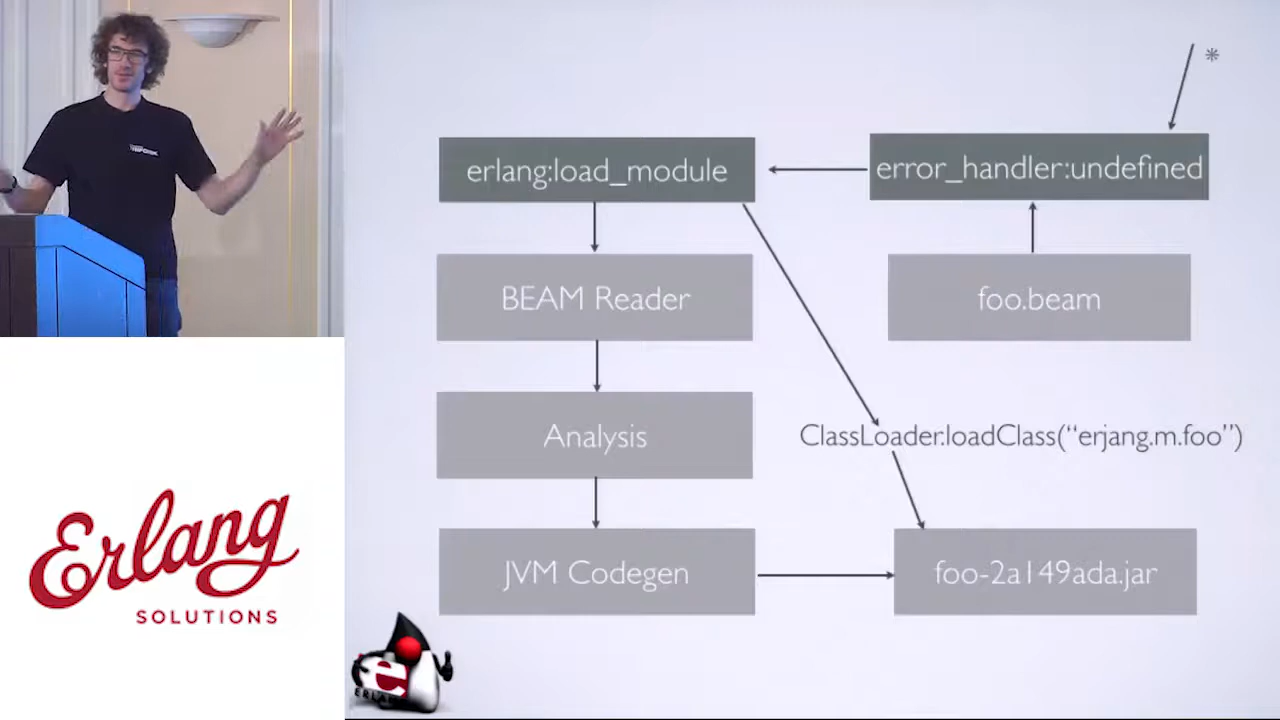 *
erlang:load_module
error_handler:undefined
BEAM Reader
foo.beam
Analysis
ClassLoader.loadClass("erjang.m.foo")
JVM Codegen
foo-2a149ada.jar
Erlang
SOLUTIONS
e